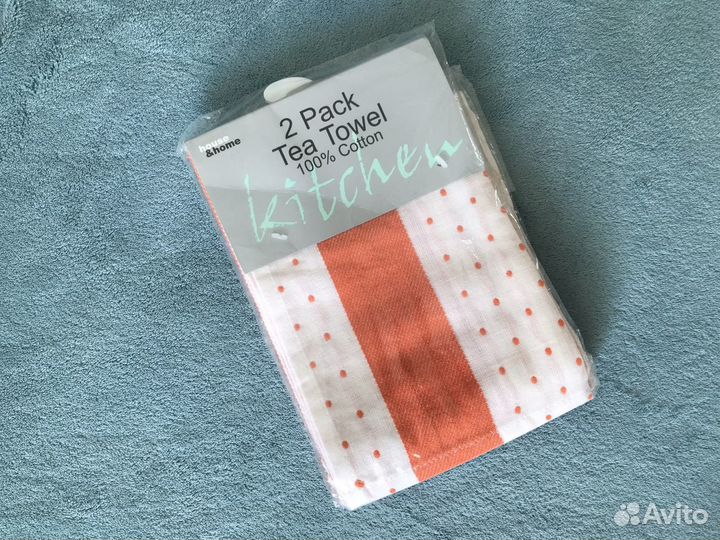 house
&home
2 Pack
Tea Towel
100% Cotton
kitchen
Avito